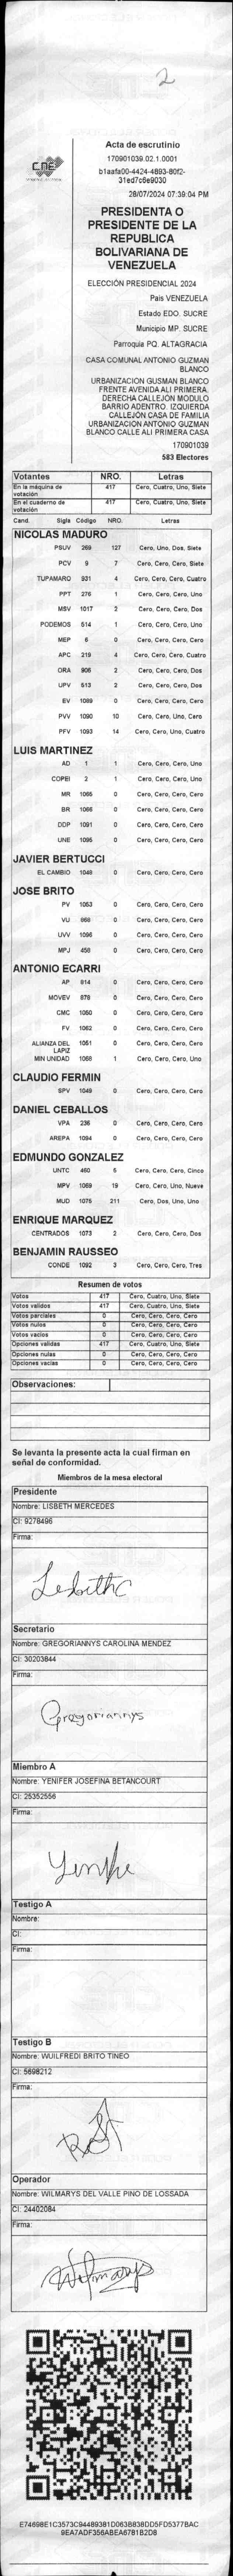 2
CNE
Acta de escrutinio
170901039.02.1.0001
b1aafa00-4424-4893-80f2-
31ed7c6e9030
28/07/2024 07:39:04 PM
PRESIDENTA O
PRESIDENTE DE LA
REPUBLICA
BOLIVARIANA DE
VENEZUELA
ELECCIÓN PRESIDENCIAL 2024
País VENEZUELA
Estado EDO. SUCRE
Municipio MP. SUCRE
Parroquia PQ. ALTAGRACIA
CASA COMUNAL ANTONIO GUZMAN
BLANCO
URBANIZACION GUSMAN BLANCO
FRENTE AVENIDA ALI PRIMERA.
DERECHA CALLEJÓN MODULO
BARRIO ADENTRO. IZQUIERDA
CALLEJÓN CASA DE FAMILIA
URBANIZACION ANTONIO GUZMAN
BLANCO CALLE ALI PRIMERA CASA
170901039
583 Electores
Votantes NRO. Letras
En la máquina de votación 417 Cero, Cuatro, Uno, Siete
En el cuaderno de votación 417 Cero, Cuatro, Uno, Siete
Cand. Sigla Código NRO. Letras
NICOLAS MADURO
PSUV 269 127 Cero, Uno, Dos, Siete
PCV 9 7 Cero, Cero, Cero, Siete
TUPAMARO 931 4 Cero, Cero, Cero, Cuatro
PPT 276 1 Cero, Cero, Cero, Uno
MSV 1017 2 Cero, Cero, Cero, Dos
PODEMOS 514 1 Cero, Cero, Cero, Uno
MEP 6 0 Cero, Cero, Cero, Cero
APC 219 4 Cero, Cero, Cero, Cuatro
ORA 906 2 Cero, Cero, Cero, Dos
UPV 513 2 Cero, Cero, Cero, Dos
EV 1089 0 Cero, Cero, Cero, Cero
PVV 1090 10 Cero, Cero, Uno, Cero
PFV 1093 14 Cero, Cero, Uno, Cuatro
LUIS MARTINEZ
AD 1 1 Cero, Cero, Cero, Uno
COPEI 2 1 Cero, Cero, Cero, Uno
MR 1065 0 Cero, Cero, Cero, Cero
BR 1066 0 Cero, Cero, Cero, Cero
DDP 1091 0 Cero, Cero, Cero, Cero
UNE 1095 0 Cero, Cero, Cero, Cero
JAVIER BERTUCCI
EL CAMBIO 1048 0 Cero, Cero, Cero, Cero
JOSE BRITO
PV 1053 0 Cero, Cero, Cero, Cero
VU 868 0 Cero, Cero, Cero, Cero
UVV 1096 0 Cero, Cero, Cero, Cero
MPJ 458 0 Cero, Cero, Cero, Cero
ANTONIO ECARRI
AP 814 0 Cero, Cero, Cero, Cero
MOVEV 878 0 Cero, Cero, Cero, Cero
CMC 1050 0 Cero, Cero, Cero, Cero
FV 1062 0 Cero, Cero, Cero, Cero
ALIANZA DEL LAPIZ 1051 0 Cero, Cero, Cero, Cero
MIN UNIDAD 1068 1 Cero, Cero, Cero, Uno
CLAUDIO FERMIN
SPV 1049 0 Cero, Cero, Cero, Cero
DANIEL CEBALLOS
VPA 236 0 Cero, Cero, Cero, Cero
AREPA 1094 0 Cero, Cero, Cero, Cero
EDMUNDO GONZALEZ
UNTC 460 5 Cero, Cero, Cero, Cinco
MPV 1069 19 Cero, Cero, Uno, Nueve
MUD 1075 211 Cero, Dos, Uno, Uno
ENRIQUE MARQUEZ
CENTRADOS 1073 2 Cero, Cero, Cero, Dos
BENJAMIN RAUSSEO
CONDE 1092 3 Cero, Cero, Cero, Tres
Resumen de votos
Votos 417 Cero, Cuatro, Uno, Siete
Votos validos 417 Cero, Cuatro, Uno, Siete
Votos parciales 0 Cero, Cero, Cero, Cero
Votos nulos 0 Cero, Cero, Cero, Cero
Votos vacios 0 Cero, Cero, Cero, Cero
Opciones validas 417 Cero, Cuatro, Uno, Siete
Opciones nulas 0 Cero, Cero, Cero, Cero
Opciones vacias 0 Cero, Cero, Cero, Cero
Observaciones:
Se levanta la presente acta la cual firman en
señal de conformidad.
Miembros de la mesa electoral
Presidente
Nombre: LISBETH MERCEDES
CI: 9278496
Firma:
Secretario
Nombre: GREGORIANNYS CAROLINA MENDEZ
CI: 30203844
Firma:
Gregoriannys
Miembro A
Nombre: YENIFER JOSEFINA BETANCOURT
CI: 25352556
Firma:
Testigo A
Nombre:
CI:
Firma:
Testigo B
Nombre: WUILFREDI BRITO TINEO
CI: 5698212
Firma:
Operador
Nombre: WILMARYS DEL VALLE PINO DE LOSSADA
CI: 24402084
Firma:
Wilmarys
E74698E1C3573C94489381D063B838DD5FD5377BAC
9EA7ADF356ABEA6781B2D8